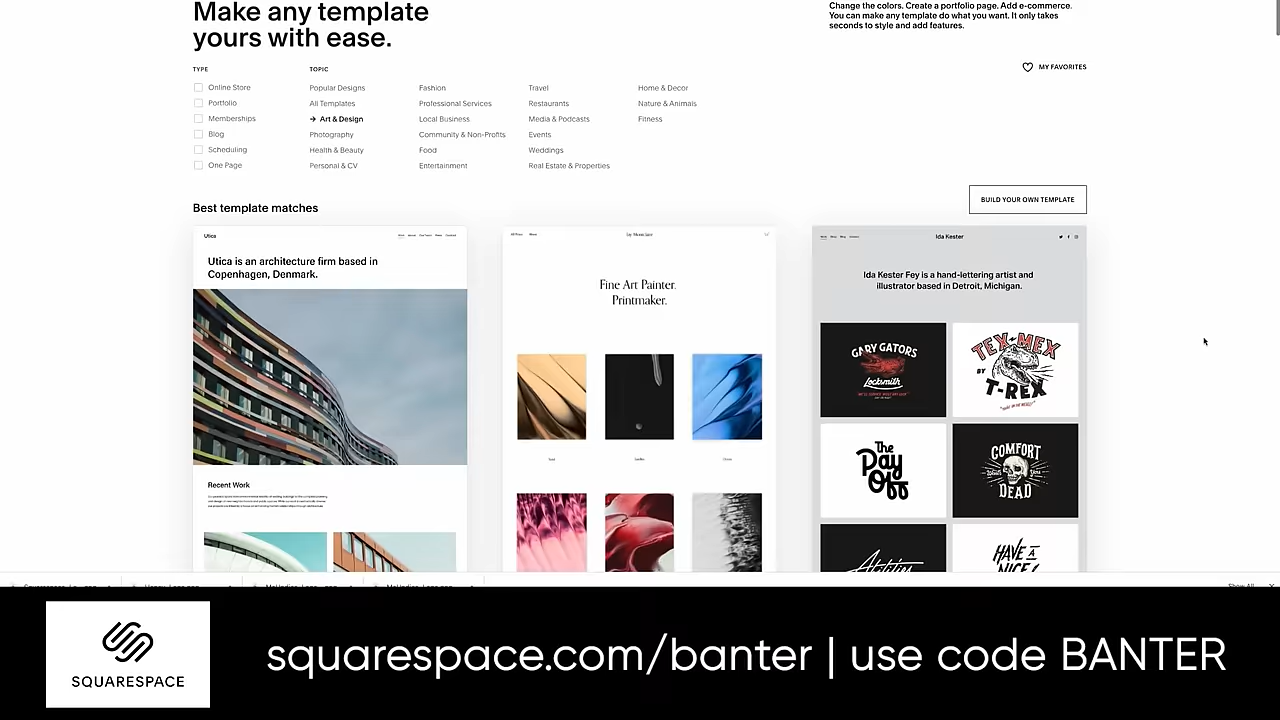 Make any template
yours with ease.
Change the colors. Create a portfolio page. Add e-commerce.
You can make any template do what you want. It only takes
seconds to style and add features.
MY FAVORITES
TYPE
Online Store
Portfolio
Memberships
Blog
Scheduling
One Page
TOPIC
Popular Designs
All Templates
→ Art & Design
Photography
Health & Beauty
Personal & CV
Fashion
Professional Services
Local Business
Community & Non-Profits
Food
Entertainment
Travel
Restaurants
Media & Podcasts
Events
Weddings
Real Estate & Properties
Home & Decor
Nature & Animals
Fitness
Best template matches
BUILD YOUR OWN TEMPLATE
Utica
Utica is an architecture firm based in
Copenhagen, Denmark.
Recent Work
Fine Art Painter.
Printmaker.
Ida Kester
Ida Kester Fey is a hand-lettering artist and
illustrator based in Detroit, Michigan.
GARY GATORS
Locksmith
TEX-MEX
BY
T-REX
The
Pay
Off
COMFORT
DEAD
HAVE A
NICE
Show All
SQUARESPACE
squarespace.com/banter | use code BANTER